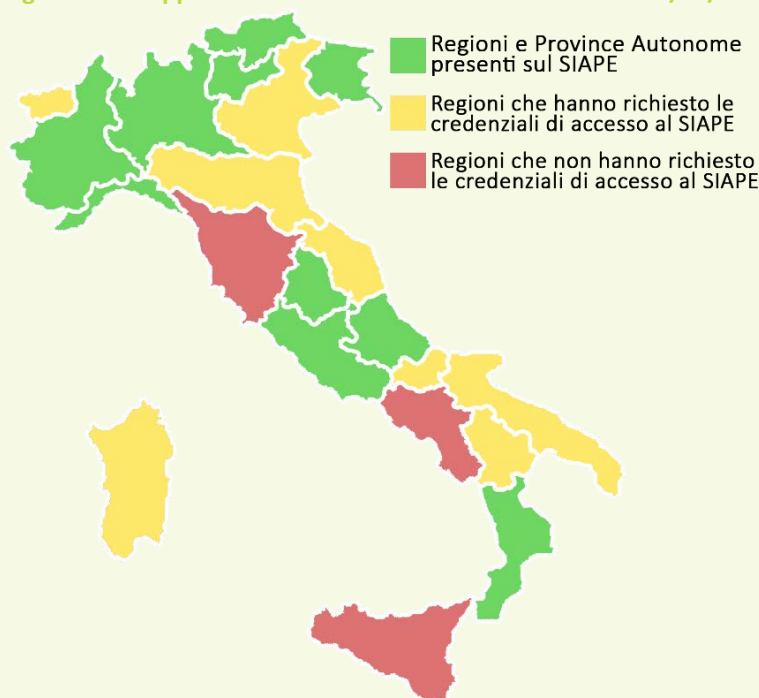 Regioni e Province Autonome
presenti sul SIAPE
Regioni che hanno richiesto le
credenziali di accesso al SIAPE
Regioni che non hanno richiesto
le credenziali di accesso al SIAPE